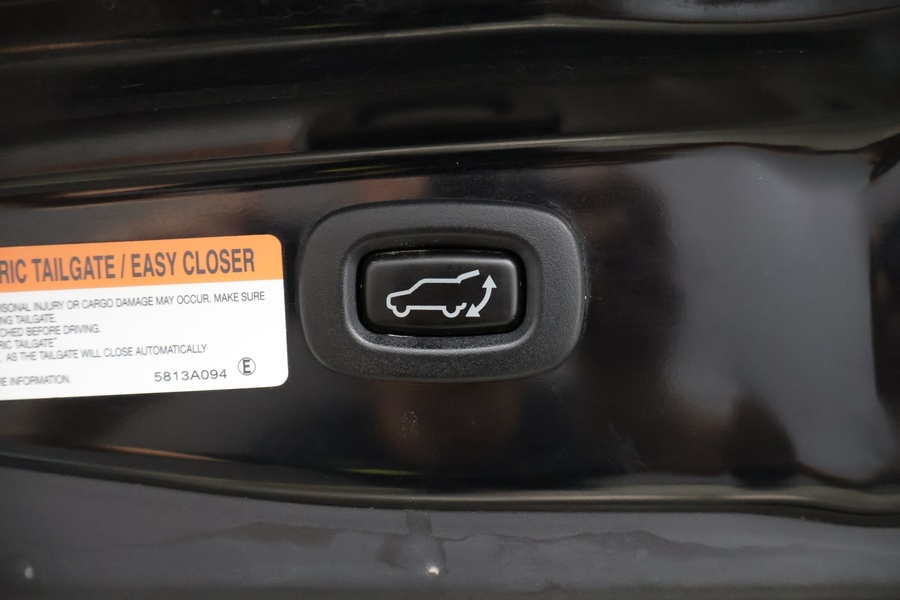 RIC TAILGATE / EASY CLOSER
RSONAL INJURY OR CARGO DAMAGE MAY OCCUR. MAKE SURE
NG TAILGATE.
CHED BEFORE DRIVING.
RIC TAILGATE"
. AS THE TAILGATE WILL CLOSE AUTOMATICALLY
E INFORMATION.
5813A094 E